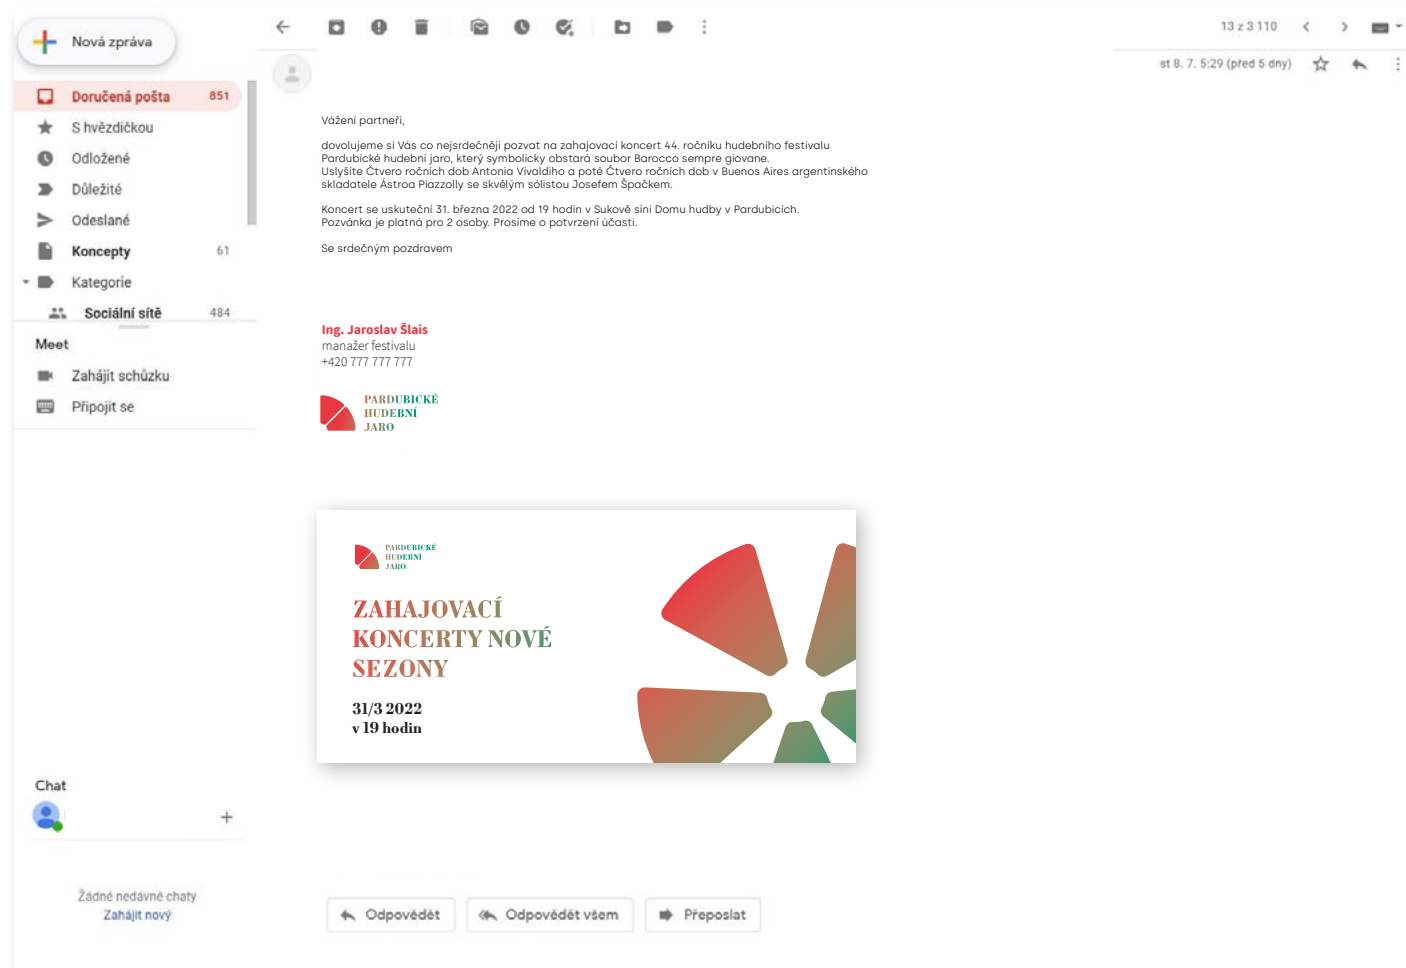 Nová zpráva
13 z 3 110
Doručená pošta 851
st 8. 7. 5:29 (před 5 dny)
S hvězdičkou
Odložené
Důležité
Odeslané
Koncepty 61
Kategorie
Sociální sítě 484
Meet
Zahájit schůzku
Připojit se
Vážení partneři,
dovolujeme si Vás co nejsrdečněji pozvat na zahajovací koncert 44. ročníku hudebního festivalu
Pardubické hudební jaro, který symbolicky obstará soubor Barocco sempre giovane.
Uslyšíte Čtvero ročních dob Antonia Vivaldiho a poté Čtvero ročních dob v Buenos Aires argentinského
skladatele Ástroa Piazzolly se skvělým sólistou Josefem Špačkem.
Koncert se uskuteční 31. března 2022 od 19 hodin v Sukově síni Domu hudby v Pardubicích.
Pozvánka je platná pro 2 osoby. Prosíme o potvrzení účasti.
Se srdečným pozdravem
Ing. Jaroslav Šlais
manažer festivalu
+420 777 777 777
PARDUBICKÉ
HUDEBNÍ
JARO
PARDUBICKÉ
HUDEBNÍ
JARO
ZAHAJOVACÍ
KONCERTY NOVÉ
SEZONY
31/3 2022
v 19 hodin
Chat
Žádné nedávné chaty
Zahájit nový
Odpovědět
Odpovědět všem
Přeposlat